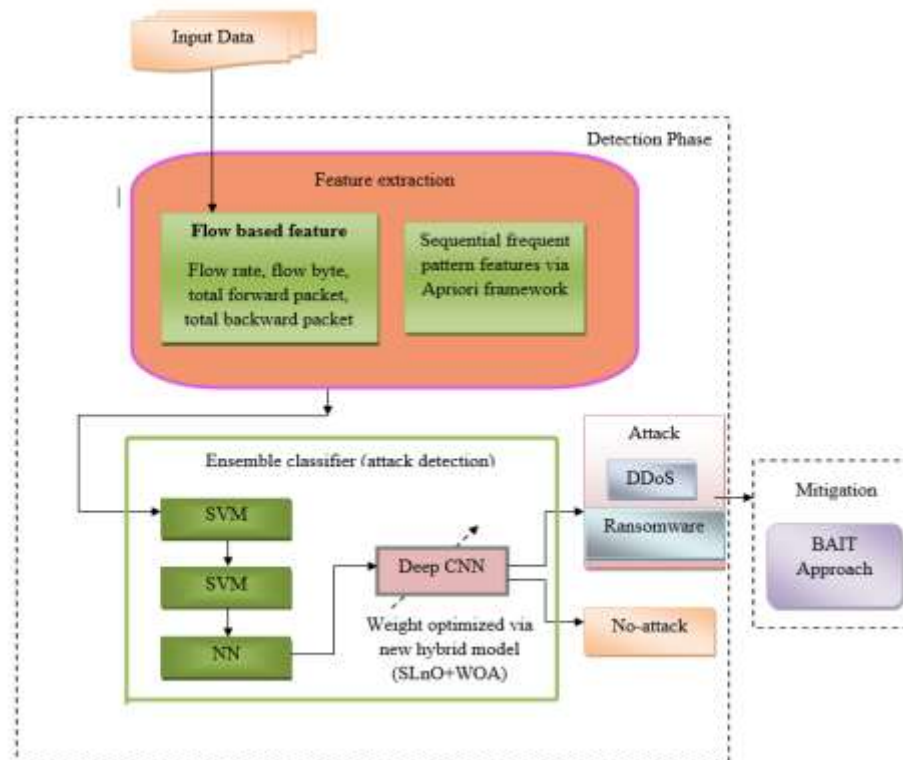 Input Data
Detection Phase
Feature extraction
Flow based feature
Flow rate, flow byte,
total forward packet,
total backward packet
Sequential frequent
pattern features via
Apriori framework
Ensemble classifier (attack detection)
SVM
SVM
NN
Deep CNN
Weight optimized via
new hybrid model
(SLnO+WOA)
Attack
DDoS
Ransomware
No-attack
Mitigation
BAIT
Approach